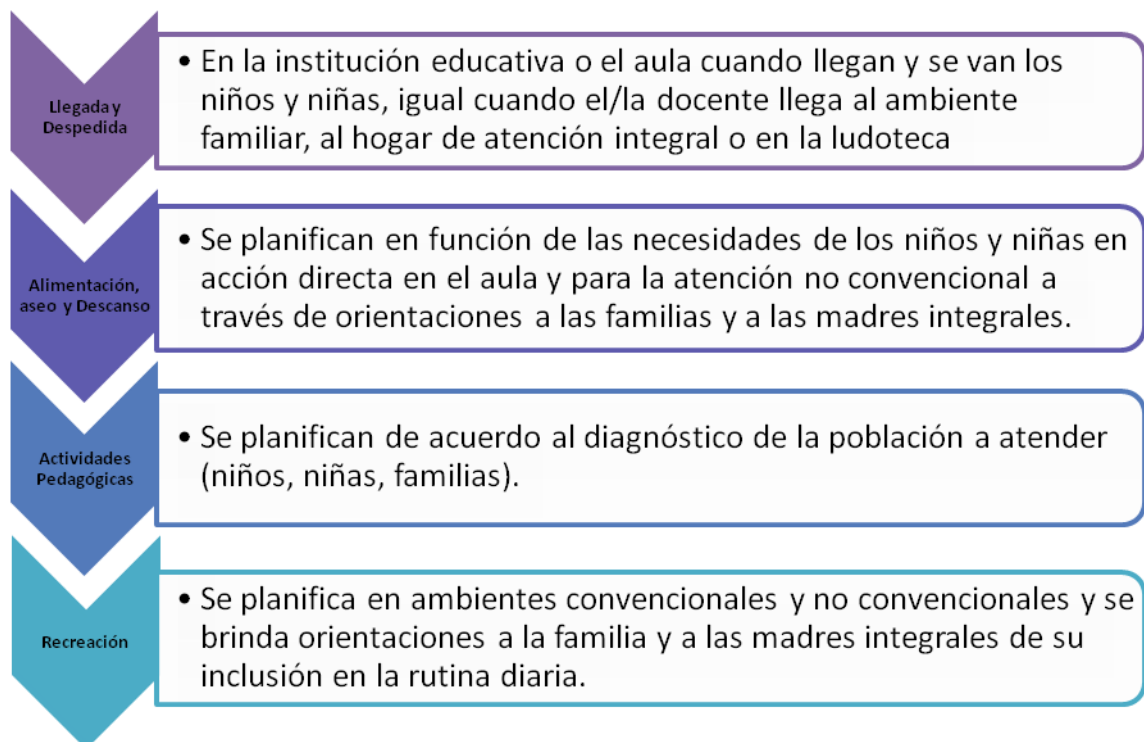 Llegada y
Despedida
• En la institución educativa o el aula cuando llegan y se van los
niños y niñas, igual cuando el/la docente llega al ambiente
familiar, al hogar de atención integral o en la ludoteca
Alimentación,
aseo y Descanso
• Se planifican en función de las necesidades de los niños y niñas en
acción directa en el aula y para la atención no convencional a
través de orientaciones a las familias y a las madres integrales.
Actividades
Pedagógicas
• Se planifican de acuerdo al diagnóstico de la población a atender
(niños, niñas, familias).
Recreación
• Se planifica en ambientes convencionales y no convencionales y se
brinda orientaciones a la familia y a las madres integrales de su
inclusión en la rutina diaria.